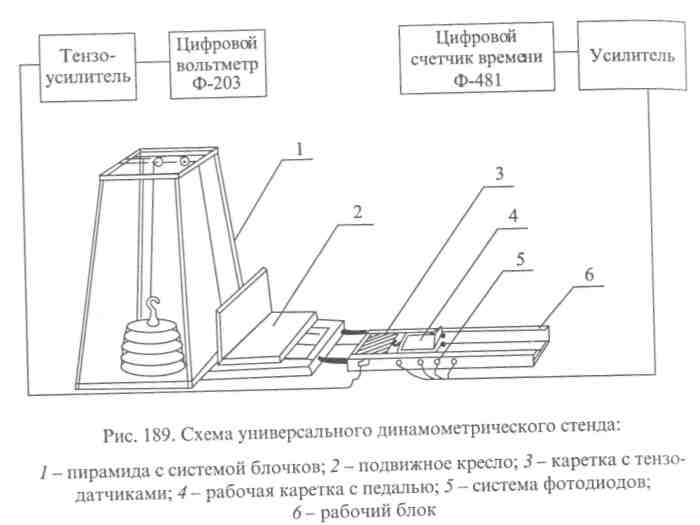 Тензо-
усилитель
Цифровой
вольтметр
Ф-203
Цифровой
счетчик времени
Ф-481
Усилитель
1
2
3
4
5
6
Рис. 189. Схема универсального динамометрического стенда:
1 – пирамида с системой блочков; 2 – подвижное кресло; 3 – каретка с тензо-
датчиками; 4 – рабочая каретка с педалью; 5 – система фотодиодов;
6 – рабочий блок